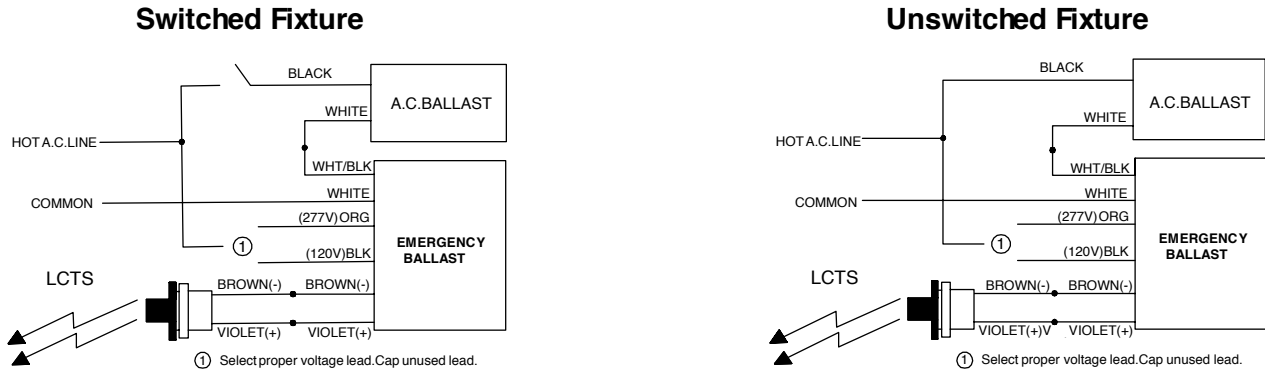 Switched Fixture
BLACK
A.C.BALLAST
WHITE
HOT A.C.LINE
WHT/BLK
WHITE
COMMON
(277V) ORG
1
EMERGENCY
BALLAST
(120V)BLK
LCTS
BROWN(-) BROWN(-)
VIOLET(+) VIOLET(+)
1 Select proper voltage lead.Cap unused lead.
Unswitched Fixture
BLACK
A.C.BALLAST
WHITE
HOT A.C.LINE
WHT/BLK
WHITE
COMMON
(277V) ORG
1
EMERGENCY
BALLAST
(120V)BLK
LCTS
BROWN(-) BROWN(-)
VIOLET(+)V VIOLET(+)
1 Select proper voltage lead.Cap unused lead.